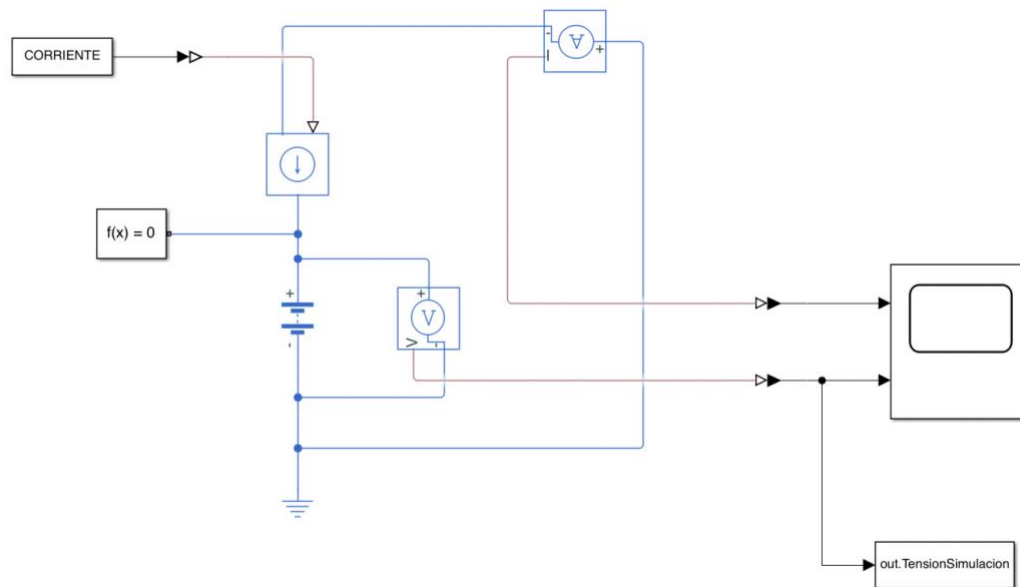 CORRIENTE
A
-
+
I
f(x) = 0
+
-
+
V
V
-
out.TensionSimulacion